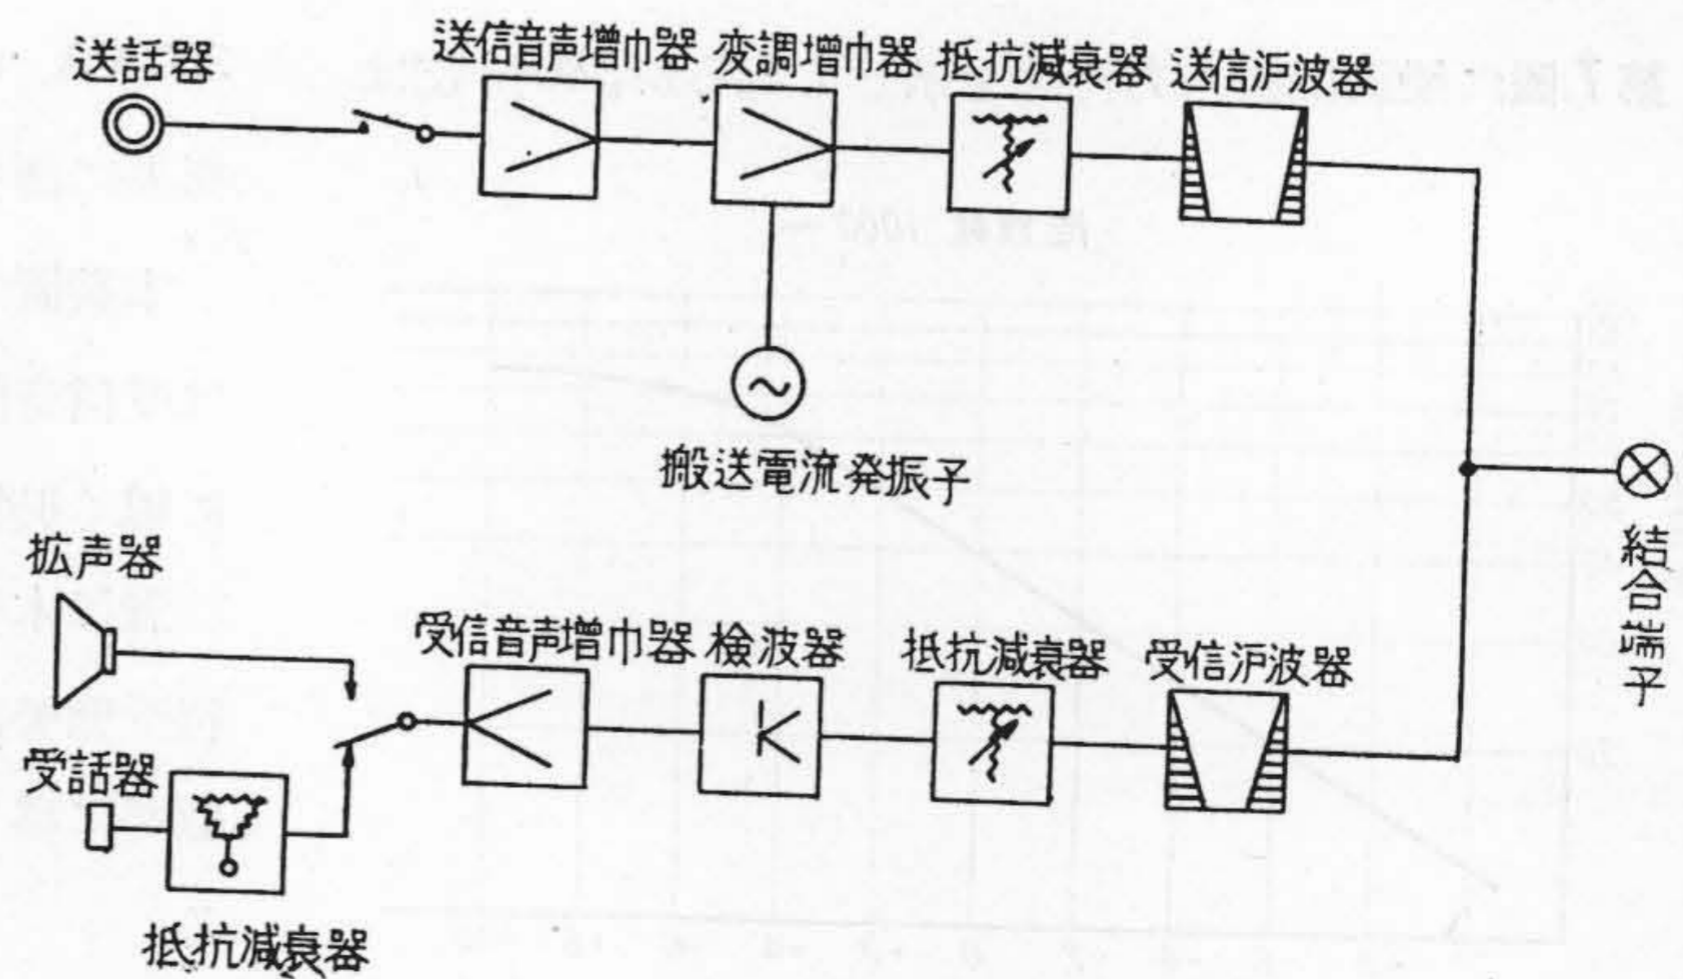 送話器
送信音声増巾器
変調増巾器
抵抗減衰器
送信沪波器
搬送電流発振子
結合端子
拡声器
受信音声増巾器
検波器
抵抗減衰器
受信沪波器
受話器
抵抗減衰器